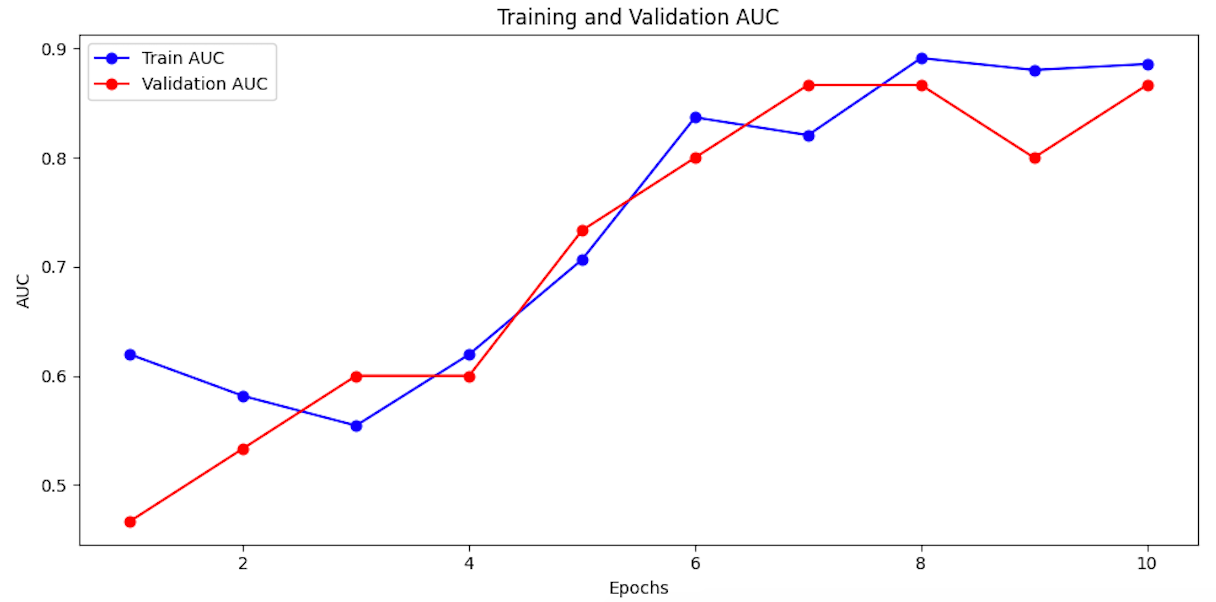 Training and Validation AUC
Train AUC
Validation AUC
0.9
0.8
0.7
0.6
0.5
AUC
2 4 6 8 10
Epochs